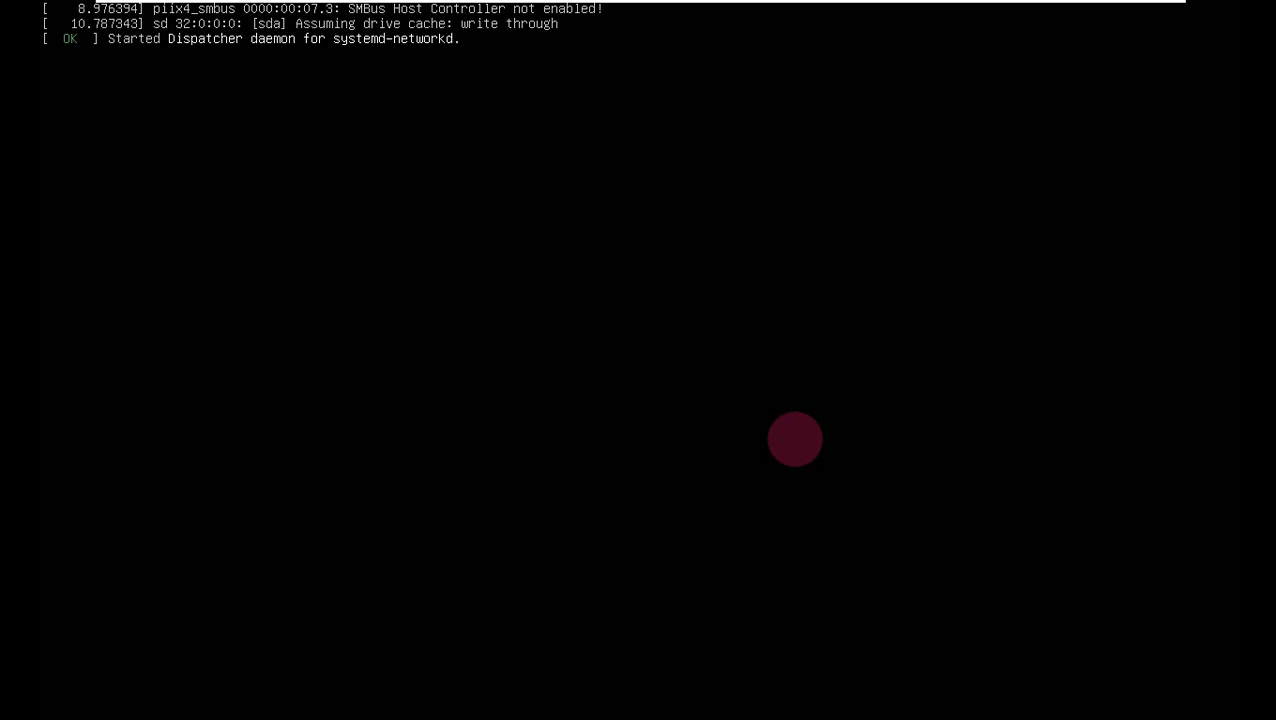 [    8.976394] piix4_smbus 0000:00:07.3: SMBus Host Controller not enabled!
[   10.787343] sd 32:0:0:0: [sda] Assuming drive cache: write through
[  OK  ] Started Dispatcher daemon for systemd-networkd.